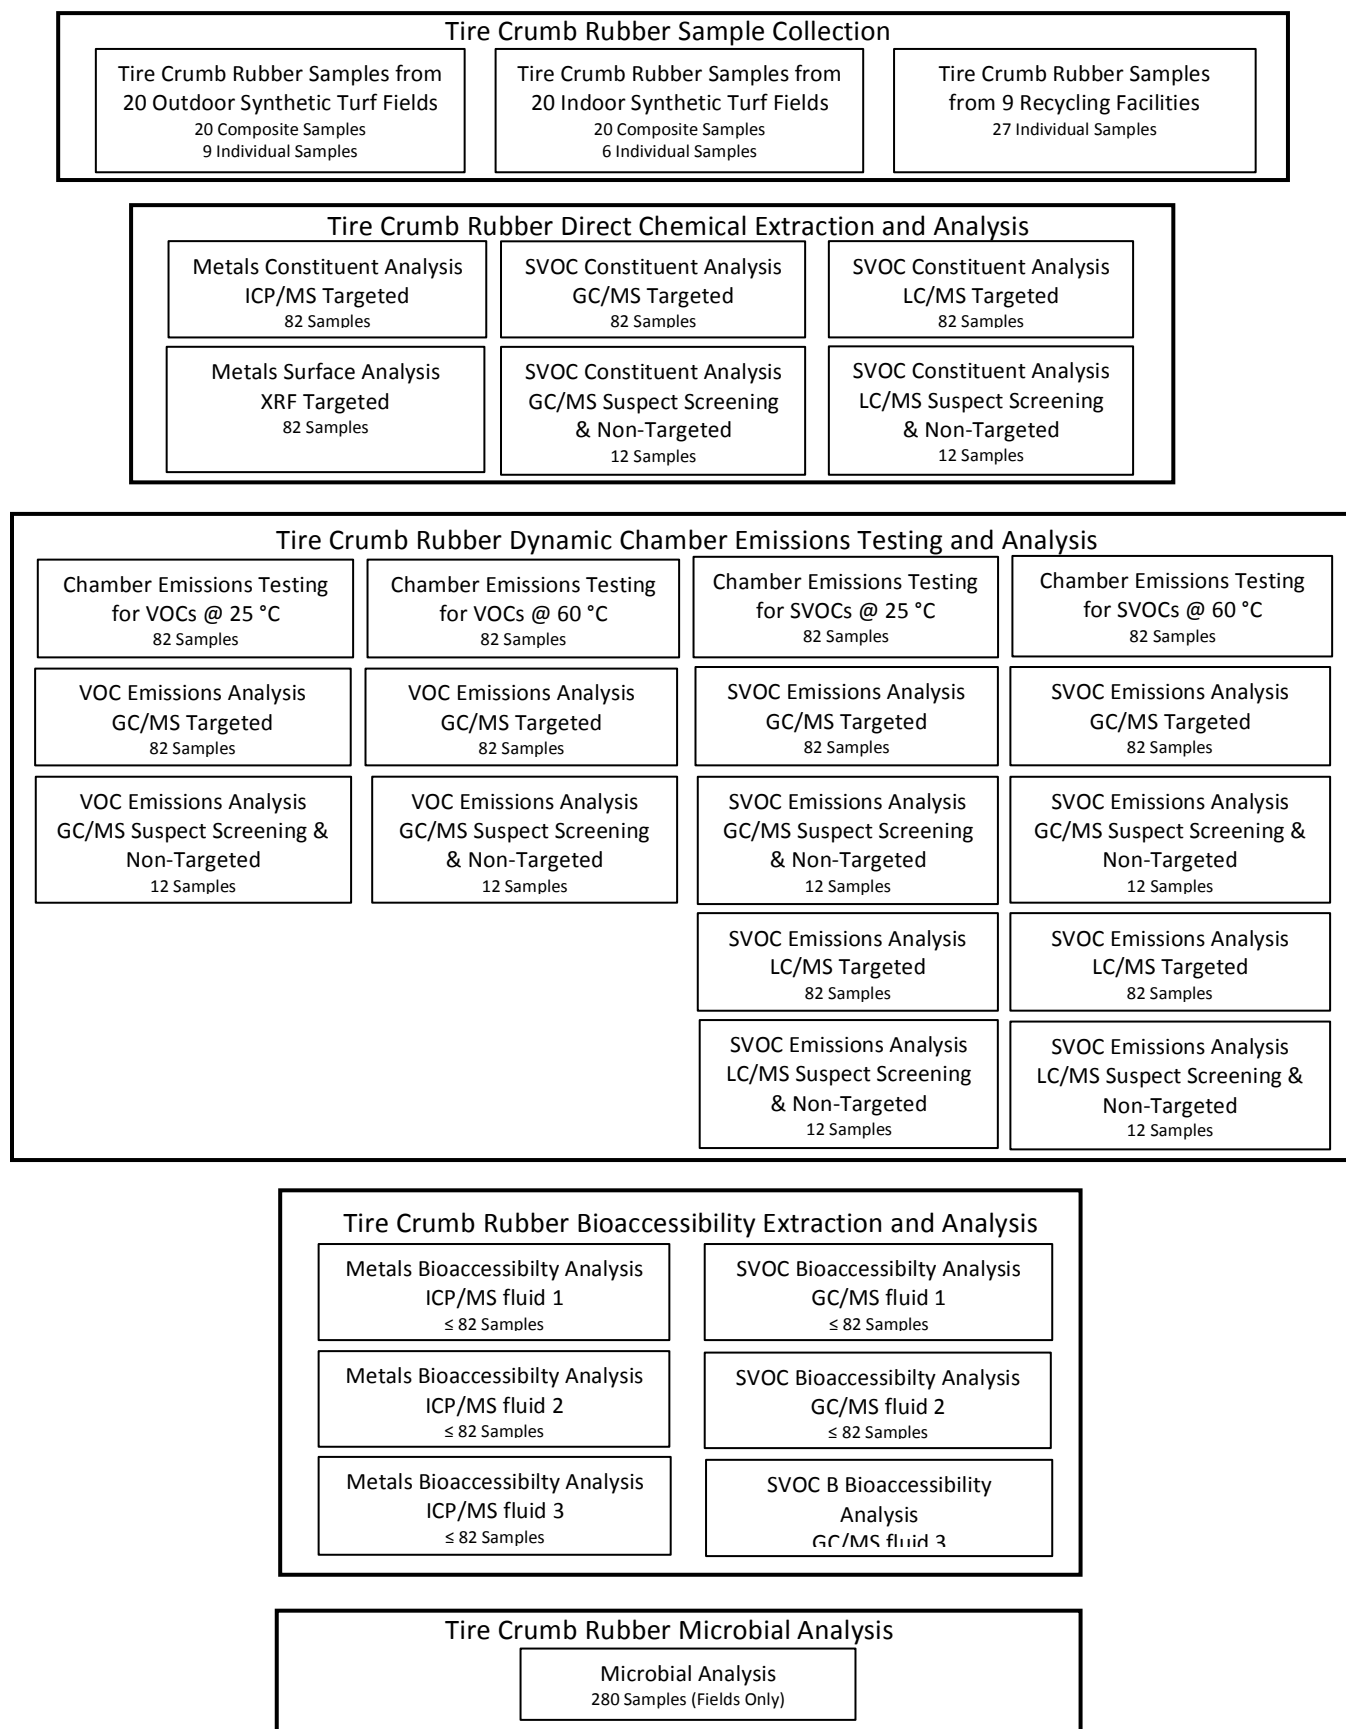 Tire Crumb Rubber Sample Collection
Tire Crumb Rubber Samples from
20 Outdoor Synthetic Turf Fields
20 Composite Samples
9 Individual Samples
Tire Crumb Rubber Samples from
20 Indoor Synthetic Turf Fields
20 Composite Samples
6 Individual Samples
Tire Crumb Rubber Samples
from 9 Recycling Facilities
27 Individual Samples
Tire Crumb Rubber Direct Chemical Extraction and Analysis
Metals Constituent Analysis
ICP/MS Targeted
82 Samples
SVOC Constituent Analysis
GC/MS Targeted
82 Samples
SVOC Constituent Analysis
LC/MS Targeted
82 Samples
Metals Surface Analysis
XRF Targeted
82 Samples
SVOC Constituent Analysis
GC/MS Suspect Screening
& Non-Targeted
12 Samples
SVOC Constituent Analysis
LC/MS Suspect Screening
& Non-Targeted
12 Samples
Tire Crumb Rubber Dynamic Chamber Emissions Testing and Analysis
Chamber Emissions Testing
for VOCs @ 25 °C
82 Samples
Chamber Emissions Testing
for VOCs @ 60 °C
82 Samples
Chamber Emissions Testing
for SVOCs @ 25 °C
82 Samples
Chamber Emissions Testing
for SVOCs @ 60 °C
82 Samples
VOC Emissions Analysis
GC/MS Targeted
82 Samples
VOC Emissions Analysis
GC/MS Targeted
82 Samples
SVOC Emissions Analysis
GC/MS Targeted
82 Samples
SVOC Emissions Analysis
GC/MS Targeted
82 Samples
VOC Emissions Analysis
GC/MS Suspect Screening &
Non-Targeted
12 Samples
VOC Emissions Analysis
GC/MS Suspect Screening
& Non-Targeted
12 Samples
SVOC Emissions Analysis
GC/MS Suspect Screening
& Non-Targeted
12 Samples
SVOC Emissions Analysis
GC/MS Suspect Screening &
Non-Targeted
12 Samples
SVOC Emissions Analysis
LC/MS Targeted
82 Samples
SVOC Emissions Analysis
LC/MS Targeted
82 Samples
SVOC Emissions Analysis
LC/MS Suspect Screening
& Non-Targeted
12 Samples
SVOC Emissions Analysis
LC/MS Suspect Screening &
Non-Targeted
12 Samples
Tire Crumb Rubber Bioaccessibility Extraction and Analysis
Metals Bioaccessibilty Analysis
ICP/MS fluid 1
≤ 82 Samples
SVOC Bioaccessibilty Analysis
GC/MS fluid 1
≤ 82 Samples
Metals Bioaccessibilty Analysis
ICP/MS fluid 2
≤ 82 Samples
SVOC Bioaccessibilty Analysis
GC/MS fluid 2
≤ 82 Samples
Metals Bioaccessibilty Analysis
ICP/MS fluid 3
≤ 82 Samples
SVOC B Bioaccessibility
Analysis
GC/MS fluid 3
Tire Crumb Rubber Microbial Analysis
Microbial Analysis
280 Samples (Fields Only)